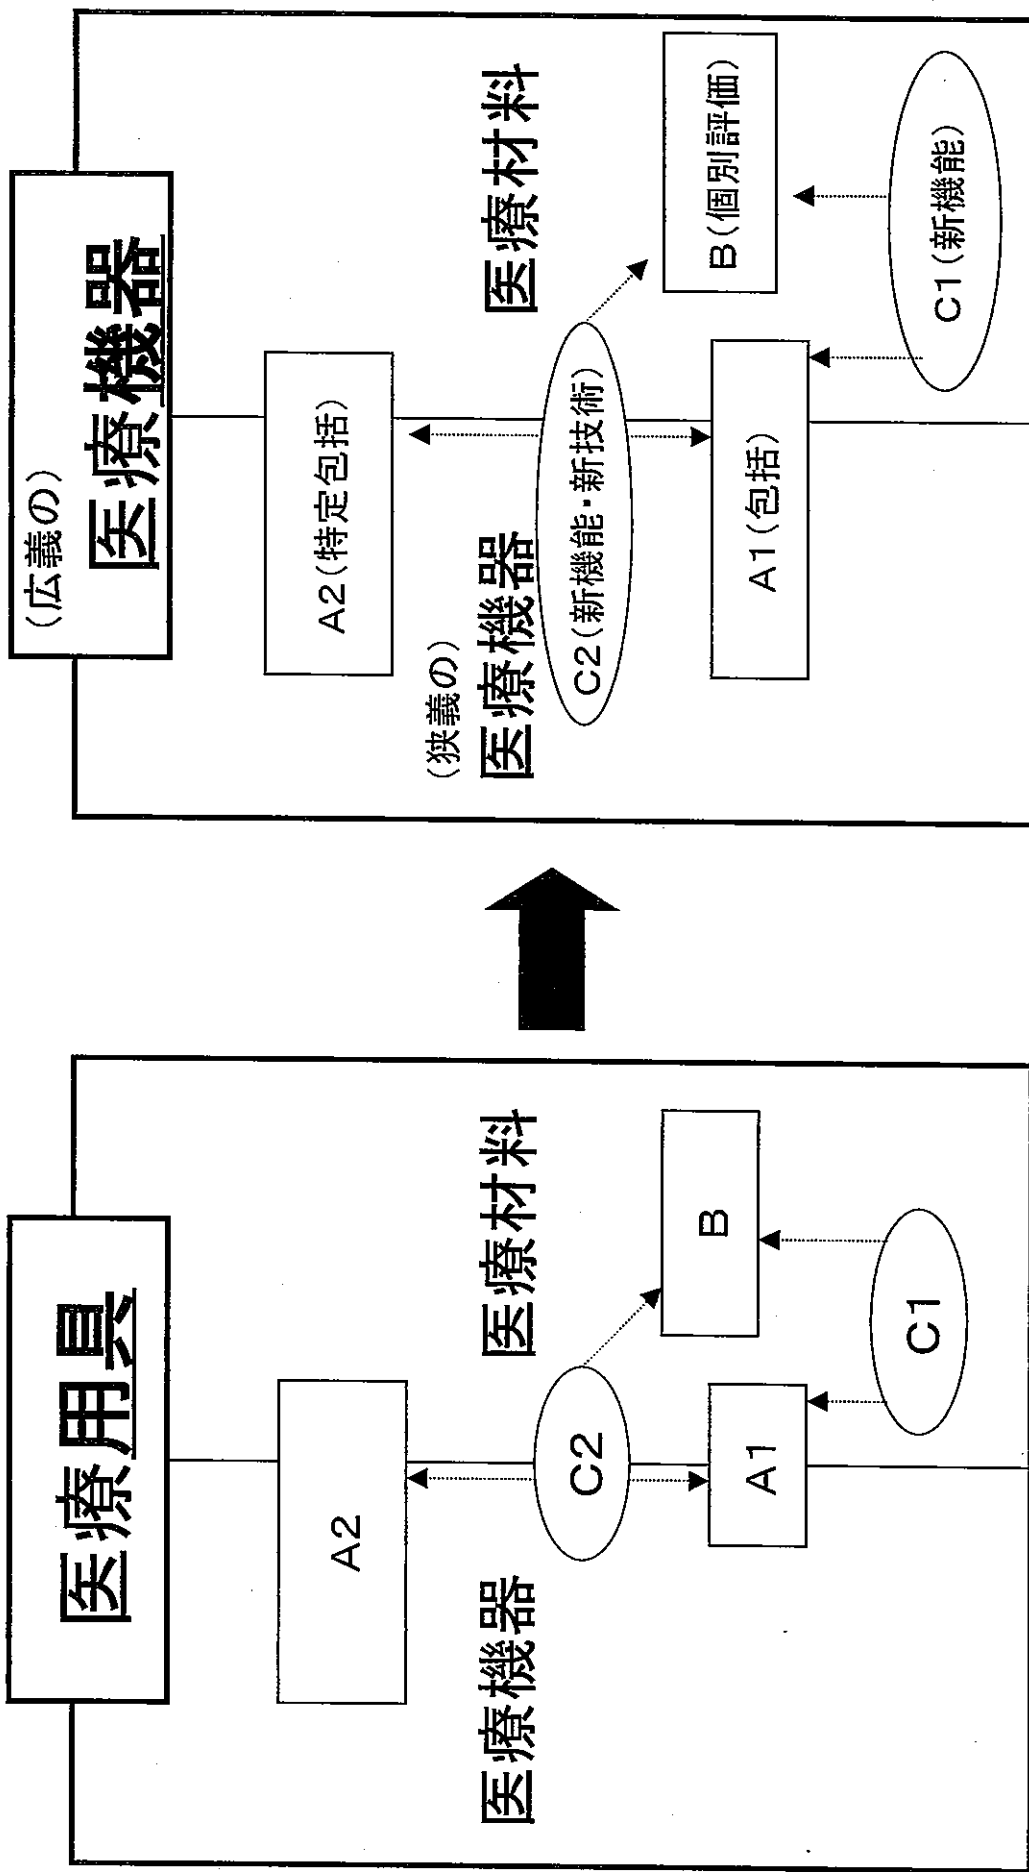 医療用具
A2
医療機器
医療材料
C2
A1
B
C1
(広義の)
医療機器
A2(特定包括)
(狭義の)
医療機器
医療材料
C2(新機能・新技術)
B(個別評価)
A1(包括)
C1(新機能)